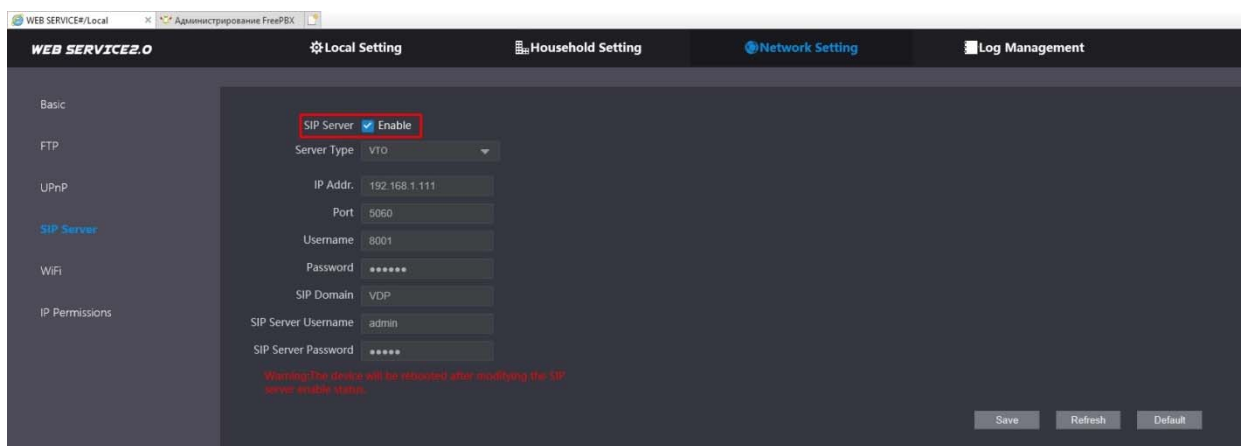 WEB SERVICE#/Local × Администрирование FreePBX
WEB SERVICE2.0 Local Setting Household Setting Network Setting Log Management
Basic
FTP
UPnP
SIP Server
WiFi
IP Permissions
SIP Server Enable
Server Type VTO
IP Addr. 192.168.1.111
Port 5060
Username 8001
Password ●●●●●●
SIP Domain VDP
SIP Server Username admin
SIP Server Password ●●●●●
Warning:The device will be rebooted after modifying the SIP
server enable status.
Save Refresh Default